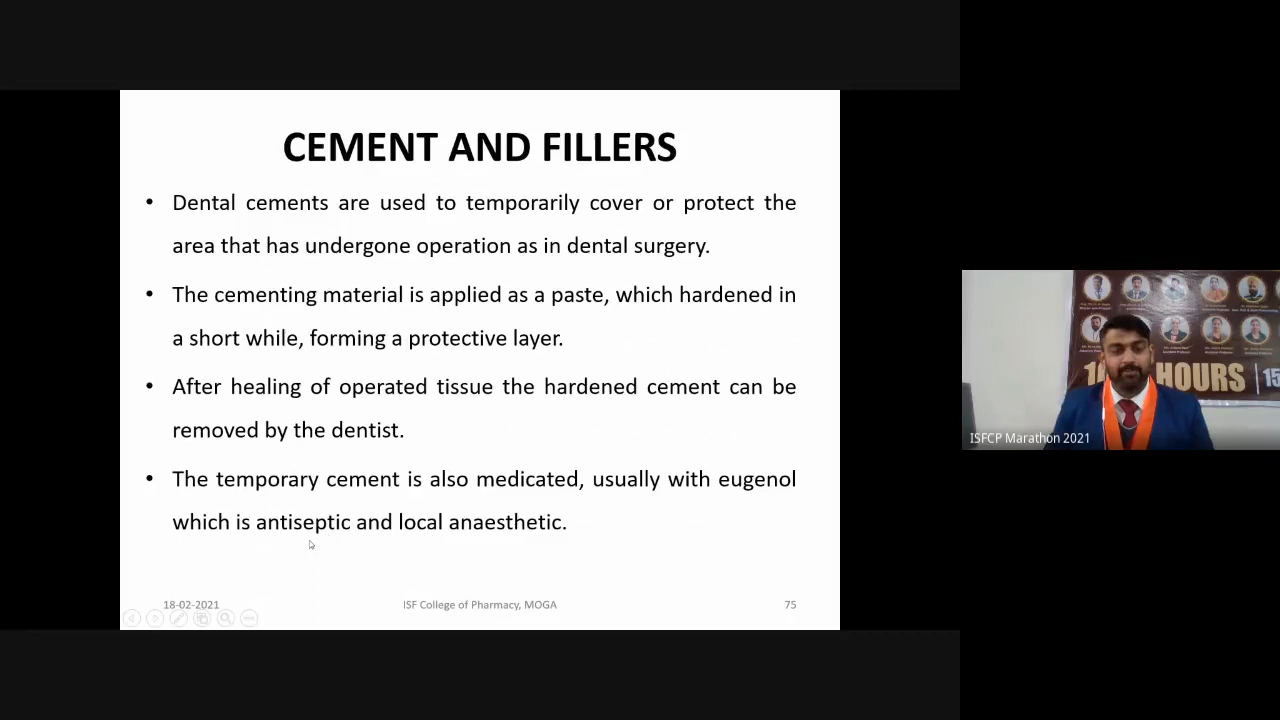 CEMENT AND FILLERS
• Dental cements are used to temporarily cover or protect the
area that has undergone operation as in dental surgery.
• The cementing material is applied as a paste, which hardened in
a short while, forming a protective layer.
• After healing of operated tissue the hardened cement can be
removed by the dentist.
• The temporary cement is also medicated, usually with eugenol
which is antiseptic and local anaesthetic.
18-02-2021
ISF College of Pharmacy, MOGA
75
HOURS
15
ISFCP Marathon 2021